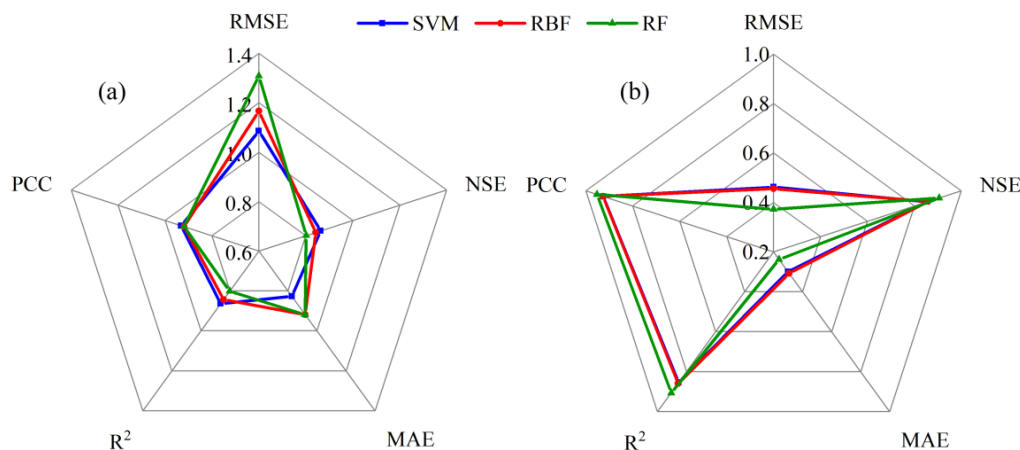 SVM RBF RF
(a)
RMSE
NSE
MAE
R²
PCC
1.4
1.2
1.0
0.8
0.6
(b)
RMSE
NSE
MAE
R²
PCC
1.0
0.8
0.6
0.4
0.2